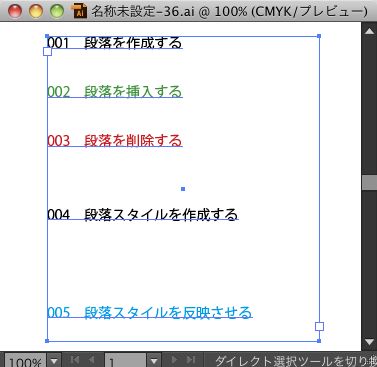 名称未設定-36.ai @ 100% (CMYK/プレビュー)
001　段落を作成する
002　段落を挿入する
003　段落を削除する
004　段落スタイルを作成する
005　段落スタイルを反映させる
100% 1 ダイレクト選択ツールを切り換